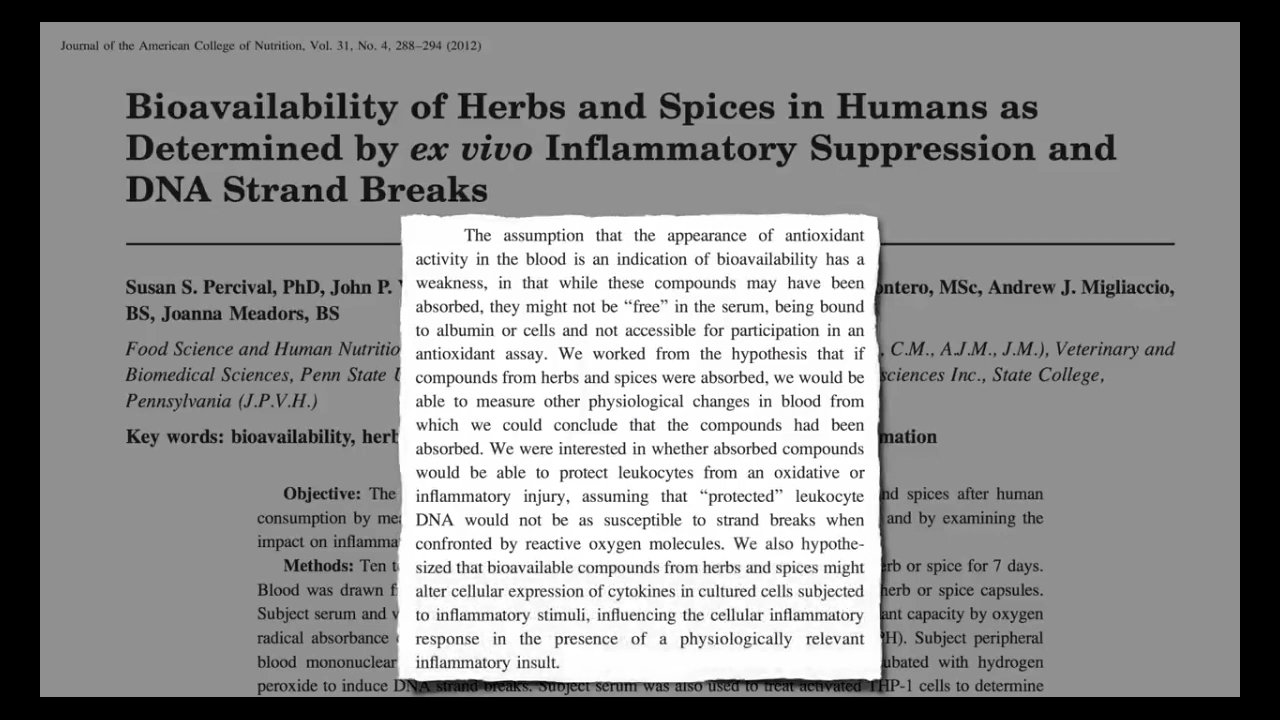 Journal of the American College of Nutrition, Vol. 31, No. 4, 288–294 (2012)
Bioavailability of Herbs and Spices in Humans as
Determined by ex vivo Inflammatory Suppression and
DNA Strand Breaks
The assumption that the appearance of antioxidant
activity in the blood is an indication of bioavailability has a
weakness, in that while these compounds may have been
absorbed, they might not be “free” in the serum, being bound
to albumin or cells and not accessible for participation in an
antioxidant assay. We worked from the hypothesis that if
compounds from herbs and spices were absorbed, we would be
able to measure other physiological changes in blood from
which we could conclude that the compounds had been
absorbed. We were interested in whether absorbed compounds
would be able to protect leukocytes from an oxidative or
inflammatory injury, assuming that “protected” leukocyte
DNA would not be as susceptible to strand breaks when
confronted by reactive oxygen molecules. We also hypothe-
sized that bioavailable compounds from herbs and spices might
alter cellular expression of cytokines in cultured cells subjected
to inflammatory stimuli, influencing the cellular inflammatory
response in the presence of a physiologically relevant
inflammatory insult.
Susan S. Percival, PhD, John P. MSc, Andrew J. Migliaccio,
BS, Joanna Meadors, BS
Food Science and Human C.M., A.J.M., J.M.), Veterinary and
Biomedical Sciences, Penn State Inc., State College,
Pennsylvania (J.P.V.H.)
Key words: bioavailability,
Objective: The spices after human
consumption by and by examining the
impact on
Methods: Ten or spice for 7 days.
Blood was drawn herb or spice capsules.
Subject serum and capacity by oxygen
radical absorbance Subject peripheral
blood mononuclear with hydrogen
peroxide to induce DNA strand breaks. Subject serum was also used to treat activated THP-1 cells to determine